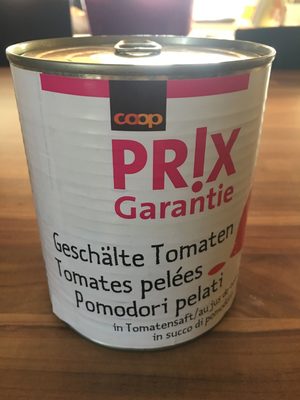 coop
PR!X
Garantie
Geschälte Tomaten
Tomates pelées
Pomodori pelati
in Tomatensaft/au jus de
in succo di